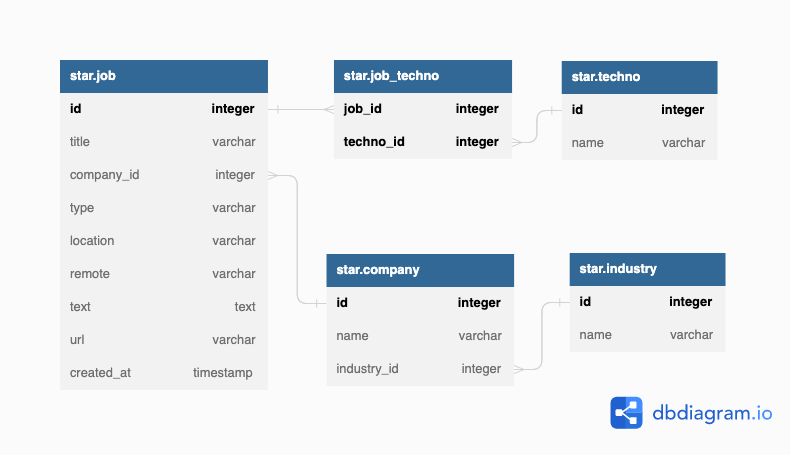 star.job
id integer
title varchar
company_id integer
type varchar
location varchar
remote varchar
text text
url varchar
created_at timestamp
star.job_techno
job_id integer
techno_id integer
star.techno
id integer
name varchar
star.company
id integer
name varchar
industry_id integer
star.industry
id integer
name varchar
dbdiagram.io